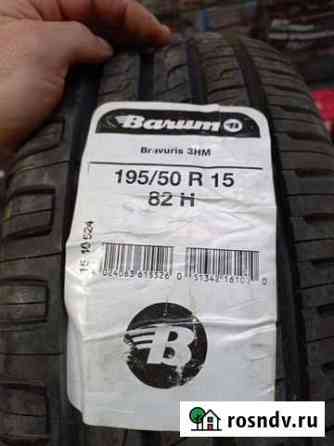 Barum
Bravuris 3HM
195/50 R 15
82 H
B
rosndv.ru